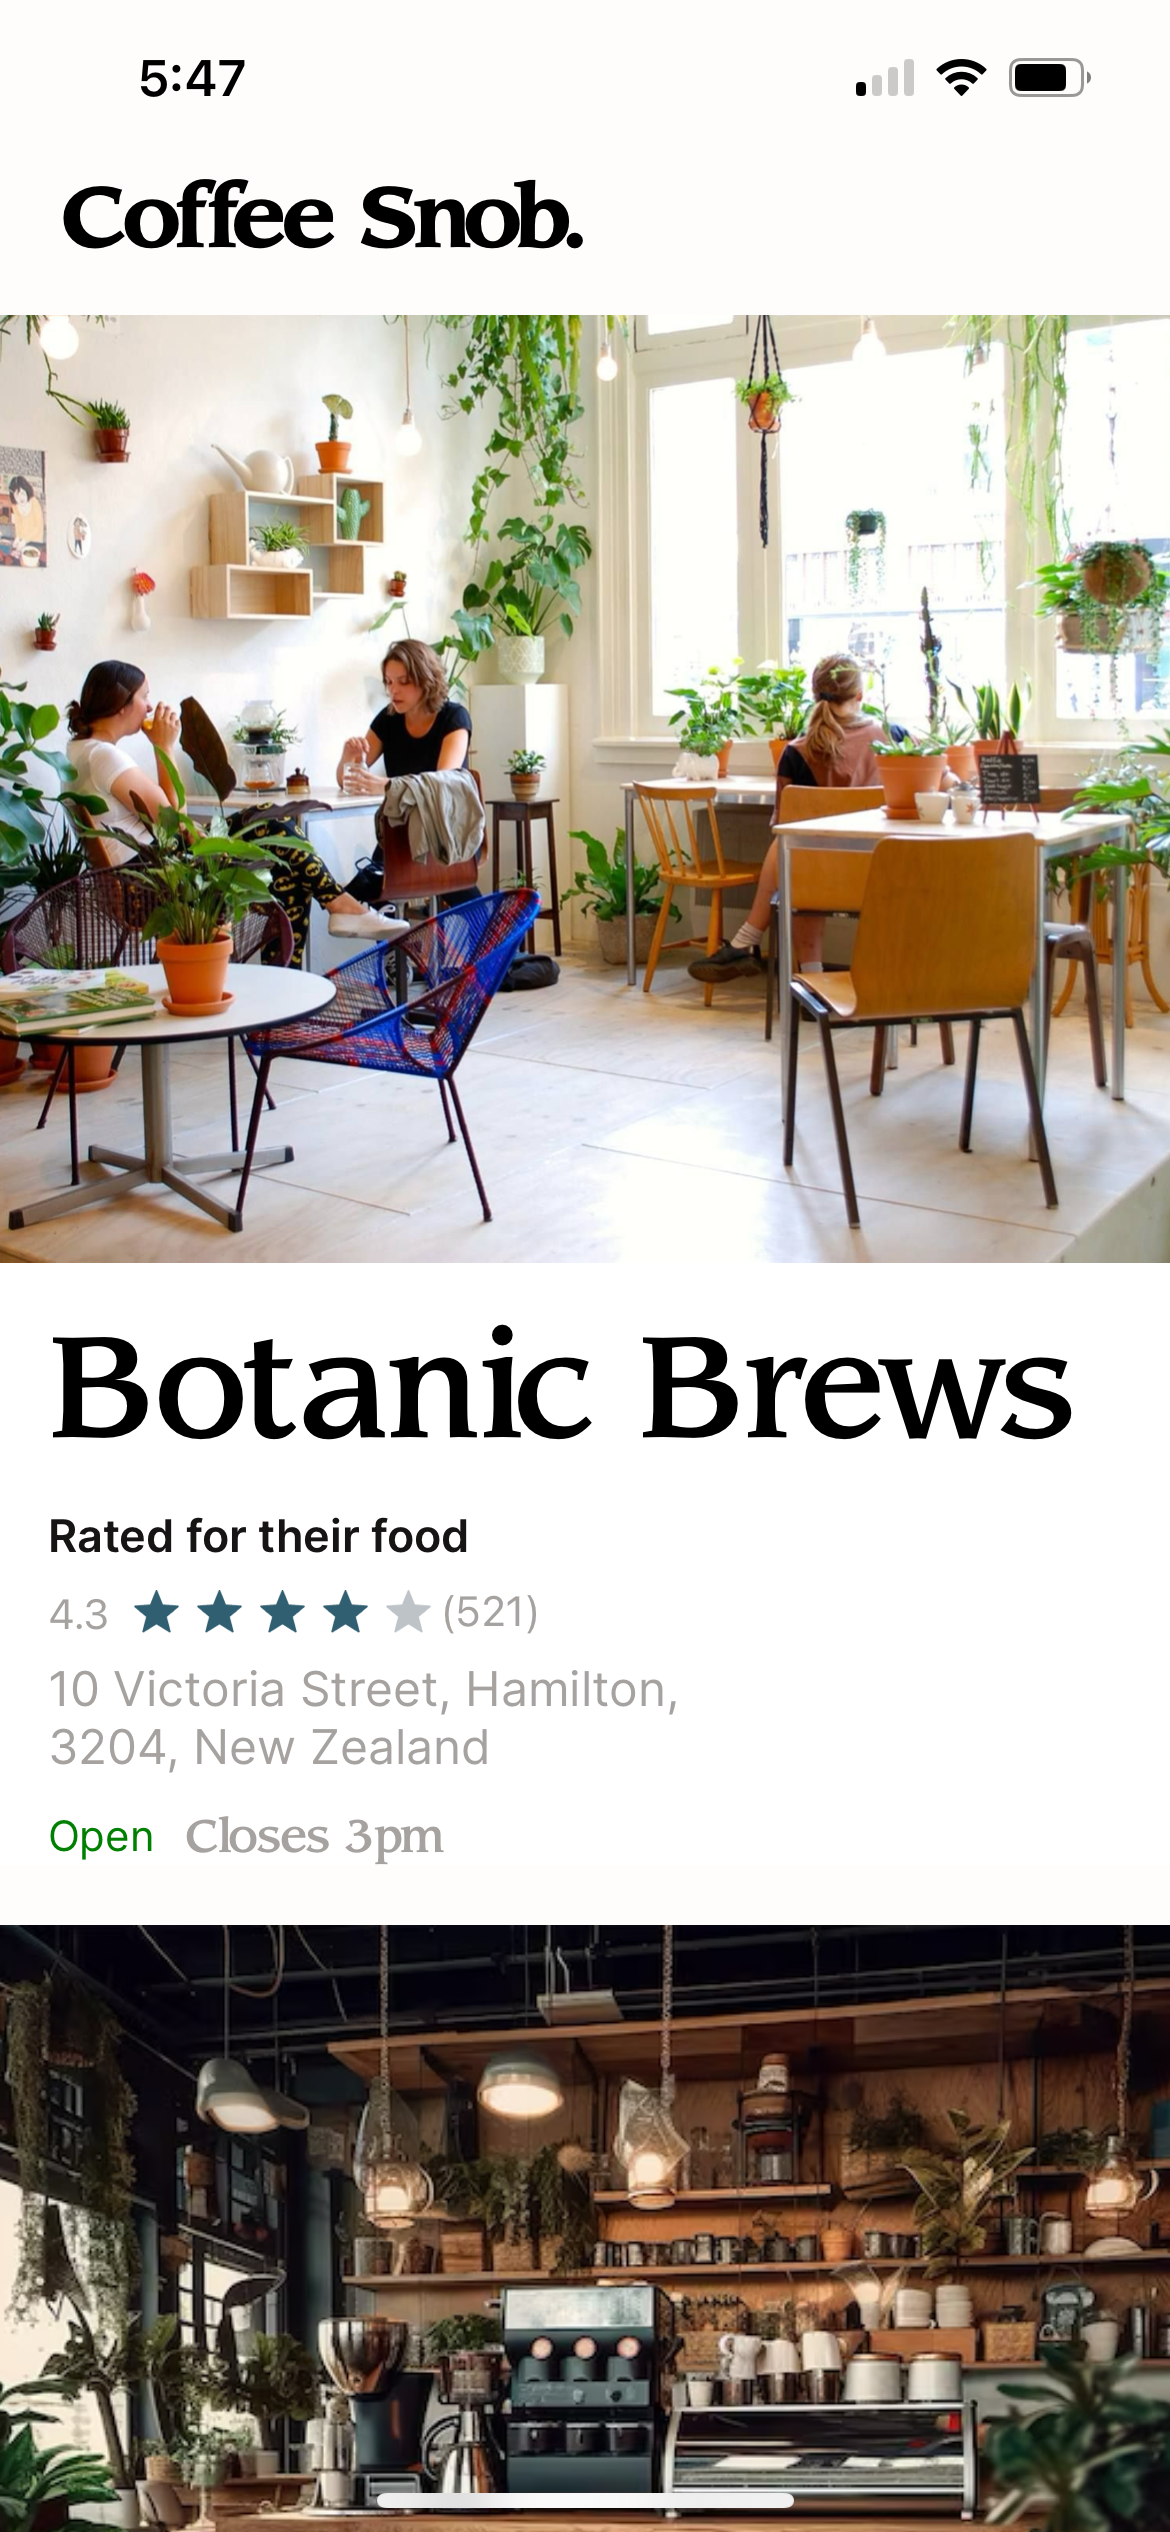 5:47
Coffee Snob.
Botanic Brews
Rated for their food
4.3 (521)
10 Victoria Street, Hamilton,
3204, New Zealand
Open Closes 3pm